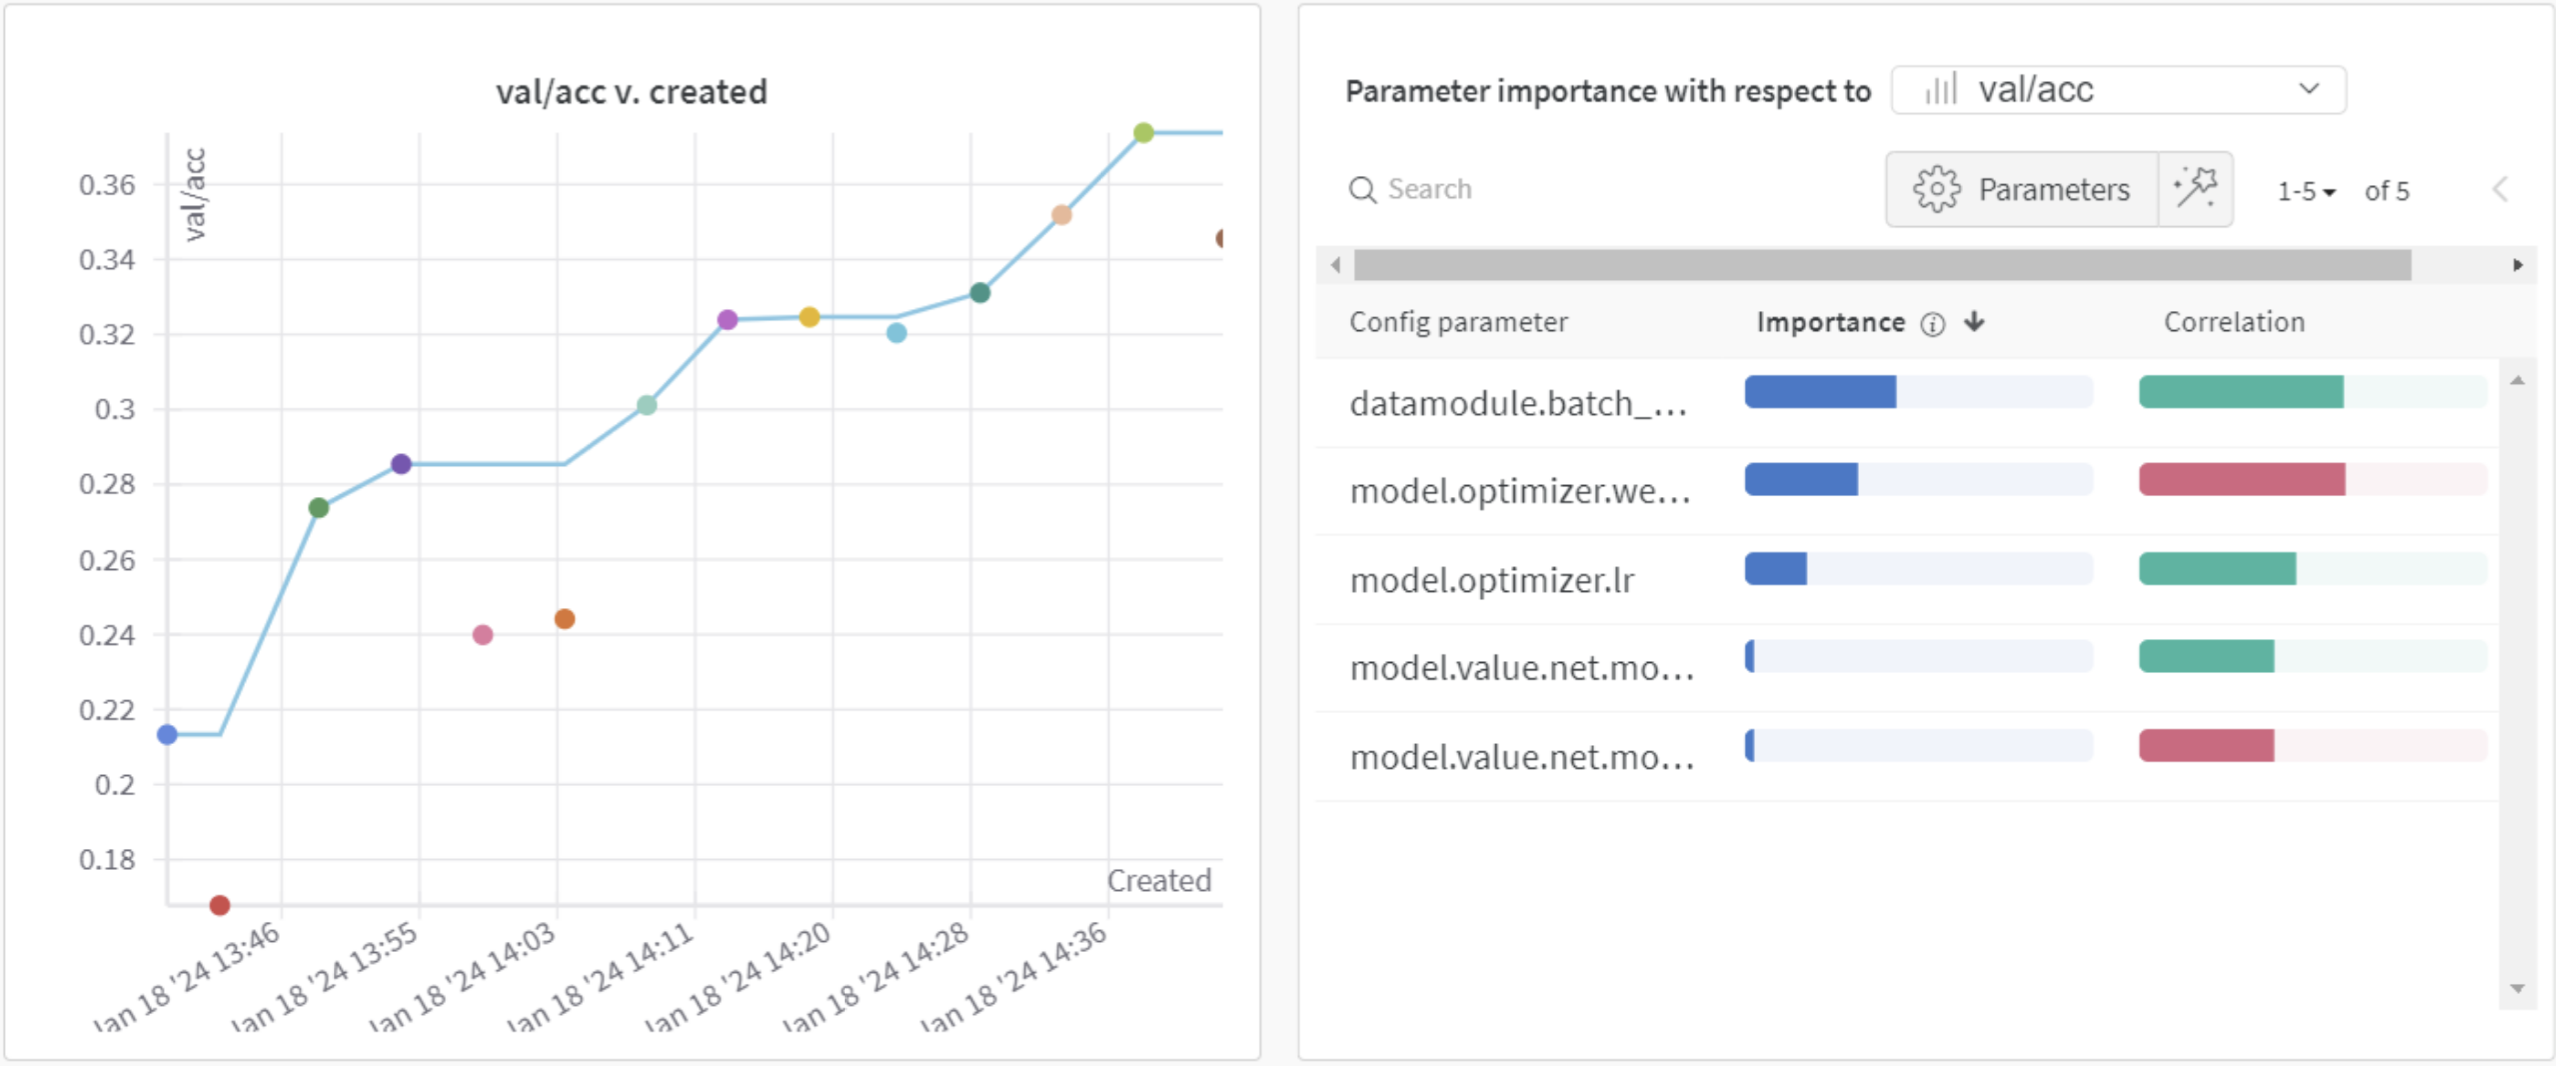 val/acc v. created
val/acc
0.36
0.34
0.32
0.3
0.28
0.26
0.24
0.22
0.2
0.18
Created
Jan 18 '24 13:46
Jan 18 '24 13:55
Jan 18 '24 14:03
Jan 18 '24 14:11
Jan 18 '24 14:20
Jan 18 '24 14:28
Jan 18 '24 14:36
Parameter importance with respect to val/acc
Search Parameters 1-5 of 5
Config parameter Importance Correlation
datamodule.batch_...
model.optimizer.we...
model.optimizer.lr
model.value.net.mo...
model.value.net.mo...